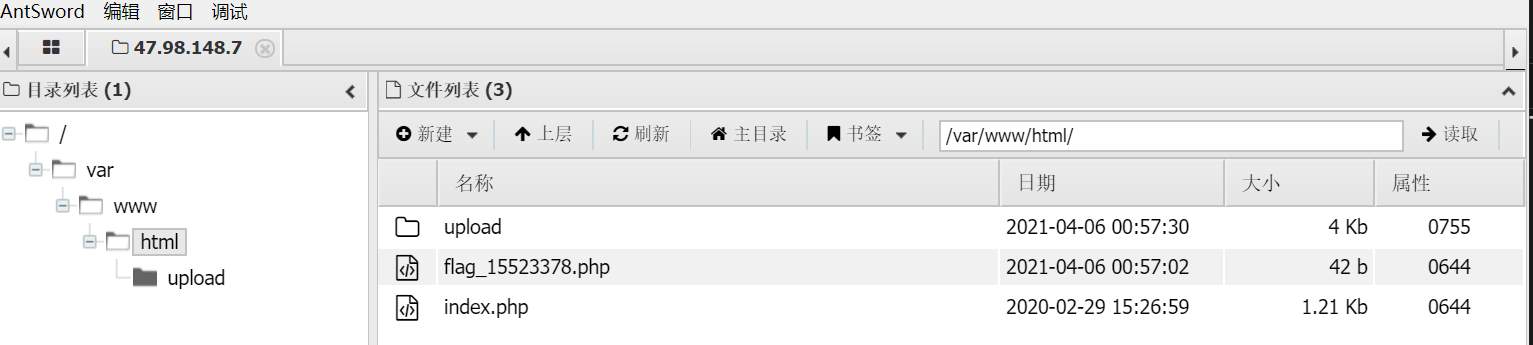 AntSword 编辑 窗口 调试
47.98.148.7
目录列表 (1)
文件列表 (3)
新建 上层 刷新 主目录 书签 /var/www/html/ 读取
/
var
www
html
upload
名称 日期 大小 属性
upload 2021-04-06 00:57:30 4 Kb 0755
flag_15523378.php 2021-04-06 00:57:02 42 b 0644
index.php 2020-02-29 15:26:59 1.21 Kb 0644